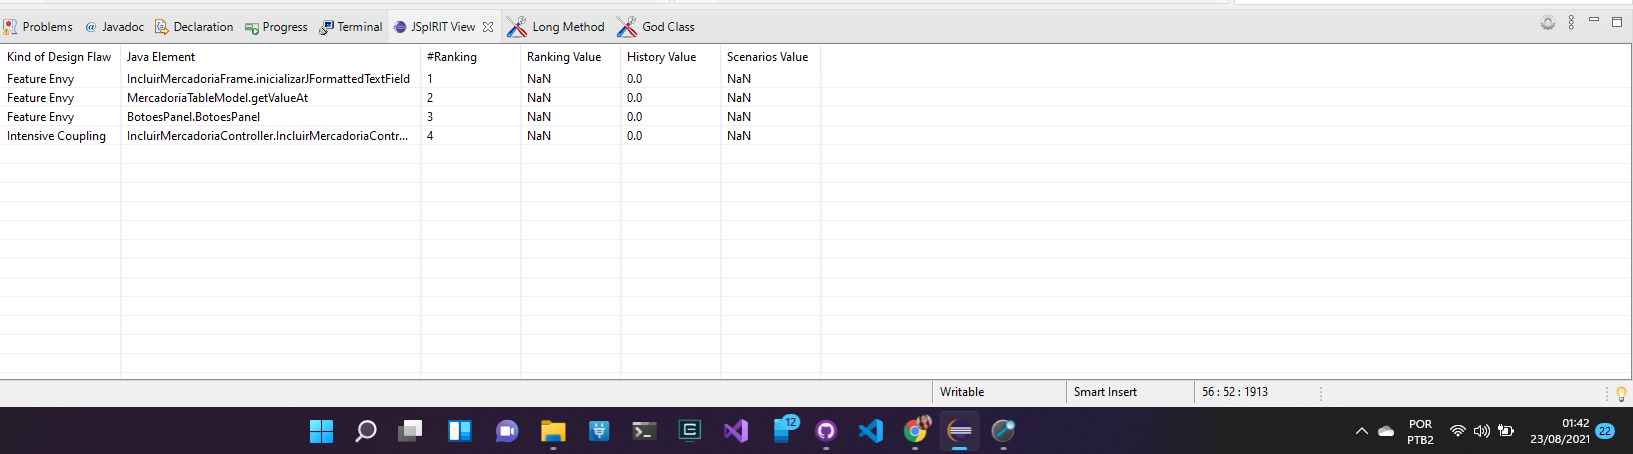 Problems Javadoc Declaration Progress Terminal JSpIRIT View Long Method God Class
Kind of Design Flaw Java Element #Ranking Ranking Value History Value Scenarios Value
Feature Envy IncluirMercadoriaFrame.inicializarJFormattedTextField 1 NaN 0.0 NaN
Feature Envy MercadoriaTableModel.getValueAt 2 NaN 0.0 NaN
Feature Envy BotoesPanel.BotoesPanel 3 NaN 0.0 NaN
Intensive Coupling IncluirMercadoriaController.IncluirMercadoriaContr... 4 NaN 0.0 NaN
Writable Smart Insert 56 : 52 : 1913
12
POR
PTB2
01:42
23/08/2021
22